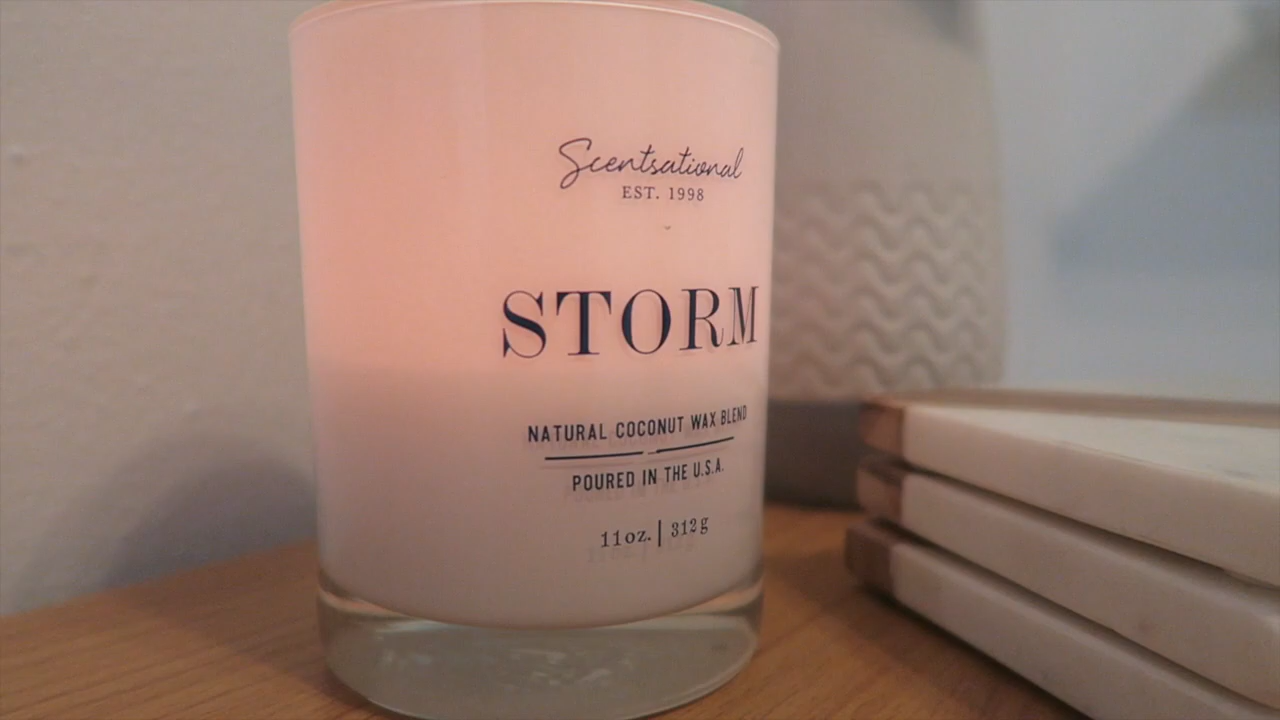 Scentsational
EST. 1998
STORM
NATURAL COCONUT WAX BLEND
POURED IN THE U.S.A.
11oz. | 312g